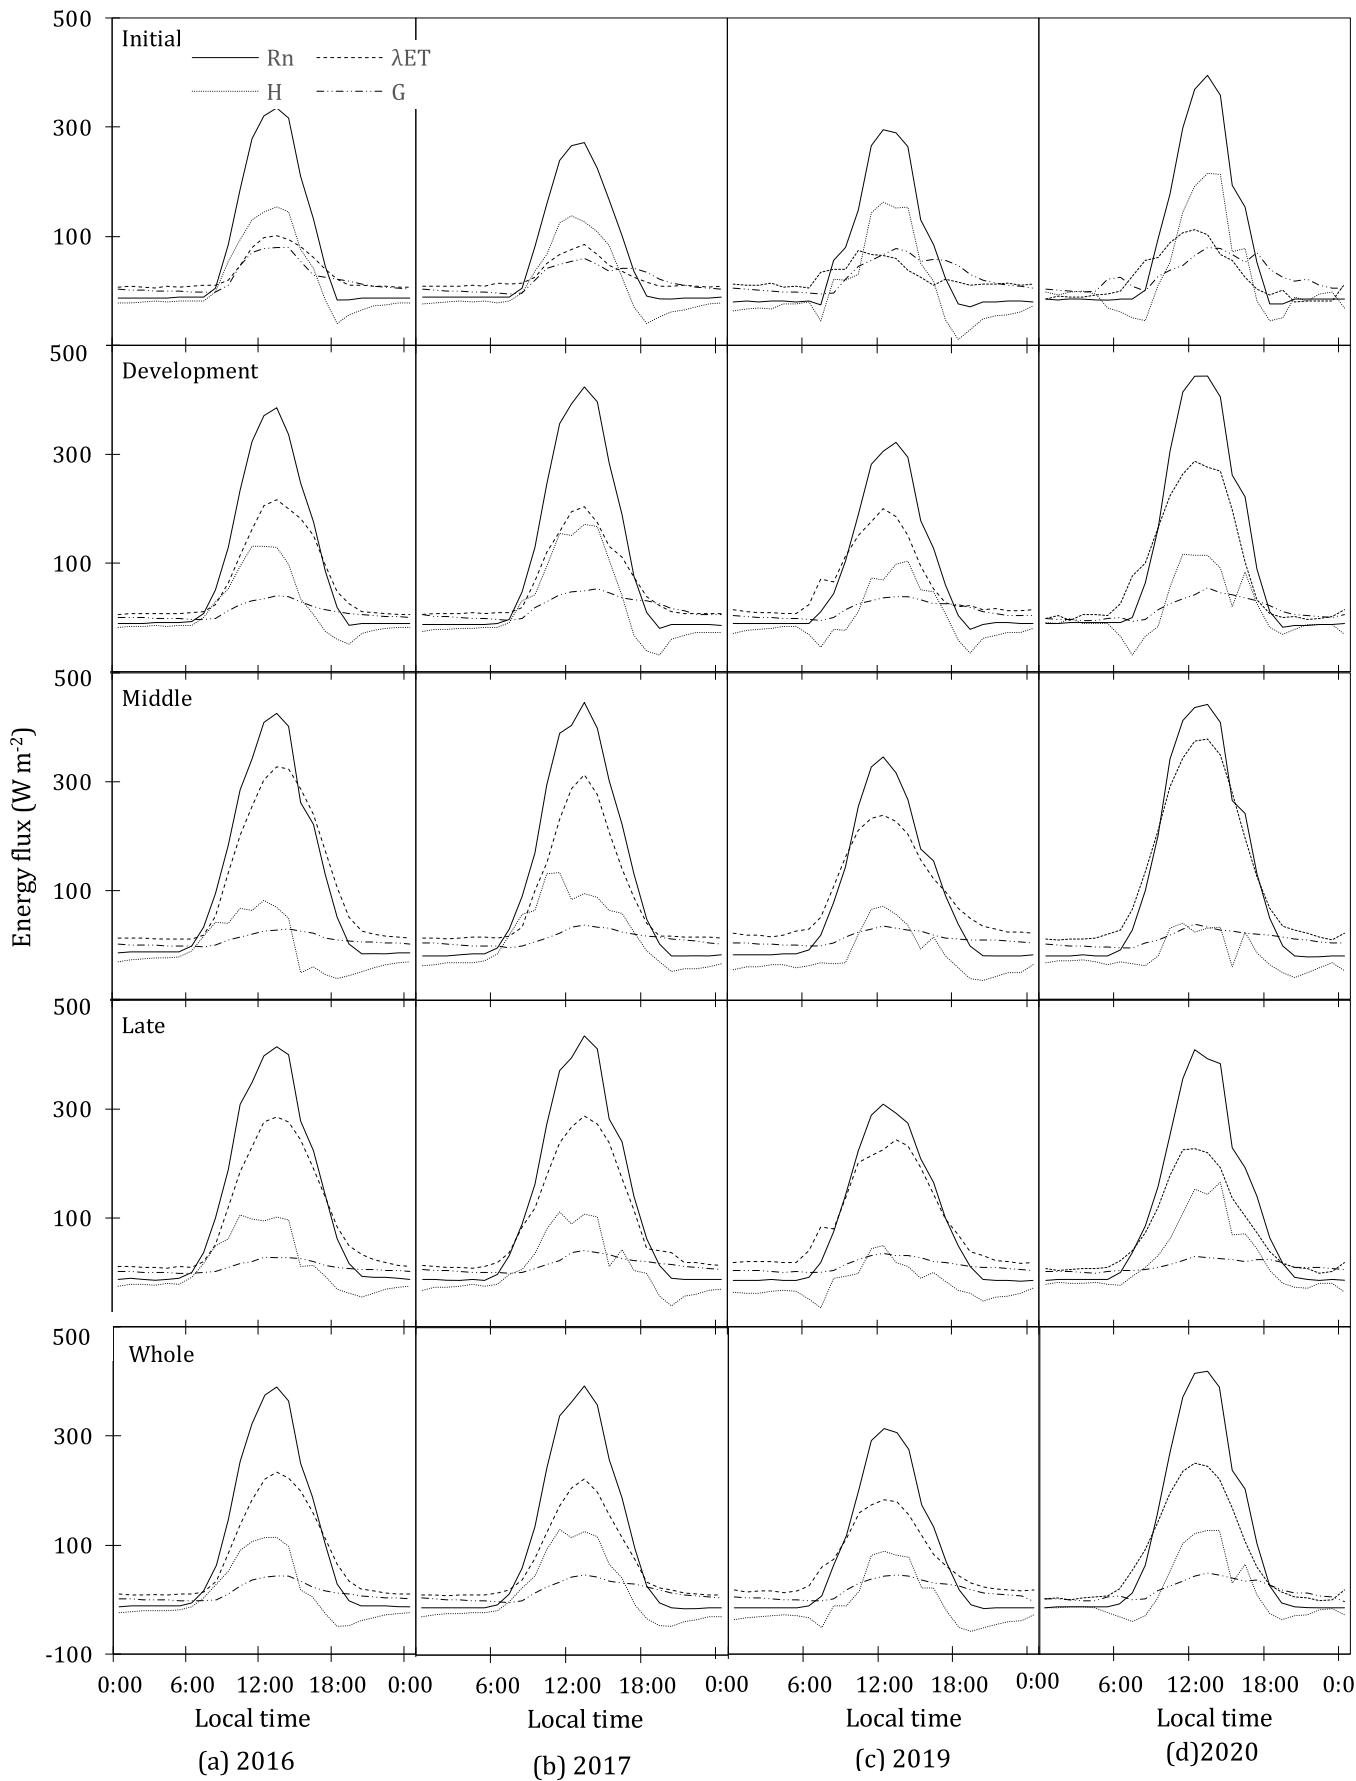 500
Initial
Rn λET
H G
300
100
500
Development
300
100
500
Middle
300
100
Energy flux (W m-2)
500
Late
300
100
500
Whole
300
100
-100
0:00 6:00 12:00 18:00 0:00 6:00 12:00 18:00 0:00 6:00 12:00 18:00 0:00 6:00 12:00 18:00 0:0
Local time Local time Local time Local time
(a) 2016 (b) 2017 (c) 2019 (d)2020